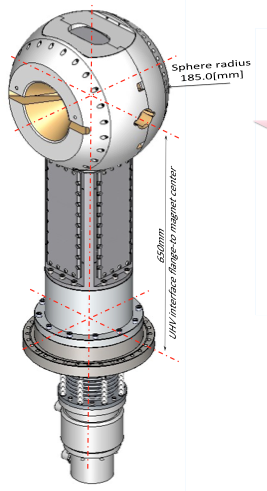 Sphere radius
185.0[mm]
650mm
UHV interface flange-to magnet center